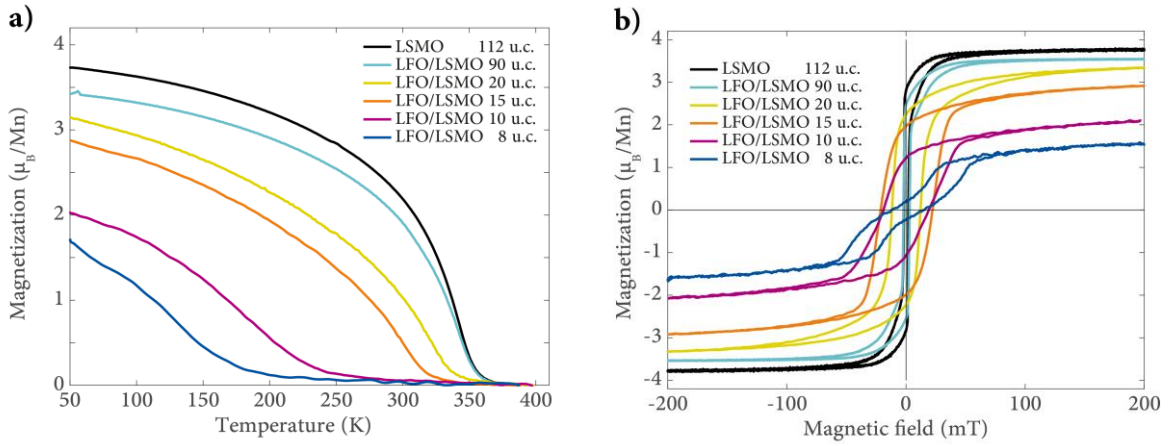 a)
LSMO 112 u.c.
LFO/LSMO 90 u.c.
LFO/LSMO 20 u.c.
LFO/LSMO 15 u.c.
LFO/LSMO 10 u.c.
LFO/LSMO 8 u.c.
4
3
2
1
0
Magnetization (μB/Mn)
50 100 150 200 250 300 350 400
Temperature (K)
b)
LSMO 112 u.c.
LFO/LSMO 90 u.c.
LFO/LSMO 20 u.c.
LFO/LSMO 15 u.c.
LFO/LSMO 10 u.c.
LFO/LSMO 8 u.c.
4
3
2
1
0
-1
-2
-3
-4
Magnetization (μB/Mn)
-200 -100 0 100 200
Magnetic field (mT)